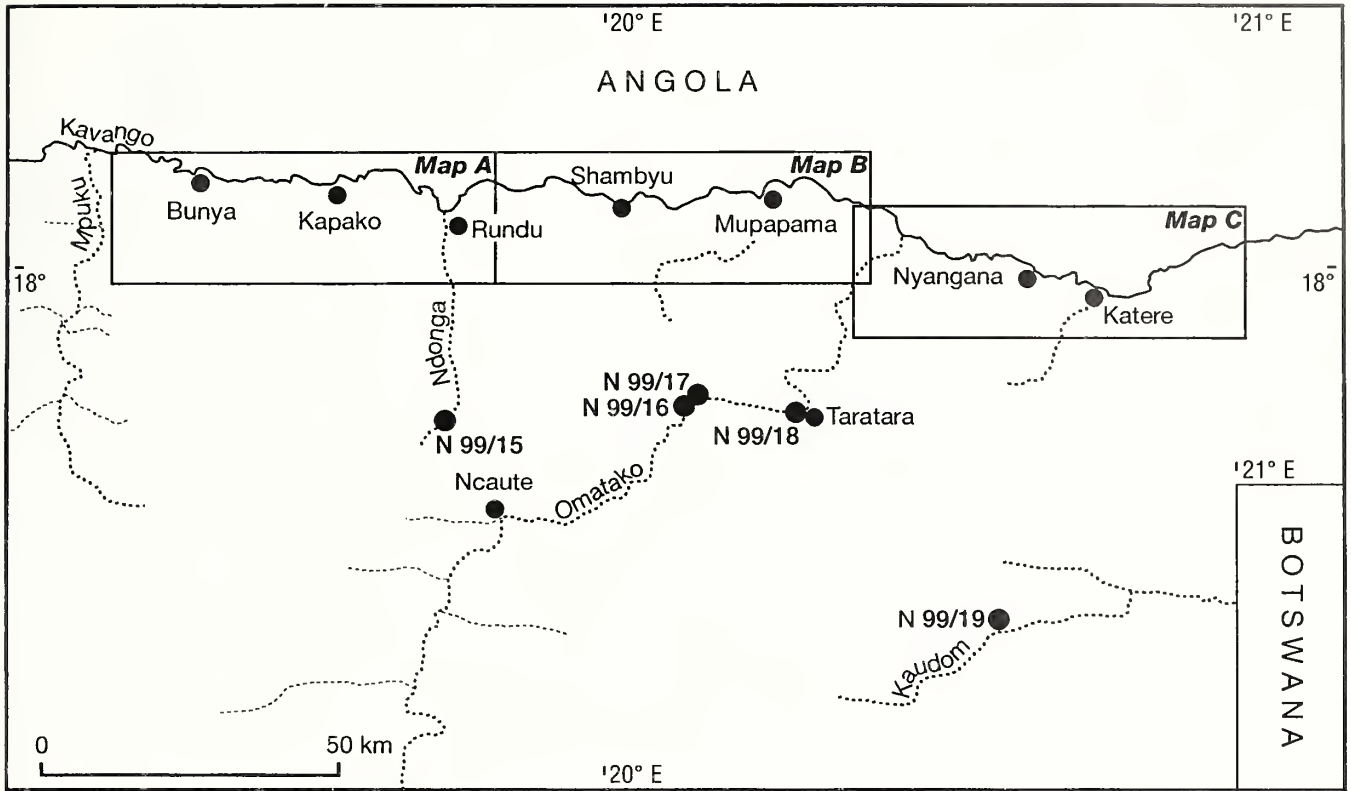 20° E
21° E
ANGOLA
Kavango
Map A
Map B
Shambyu
Mpuku
Bunya
Kapako
Rundu
Mupapama
Map C
18°
Nyangana
18°
Katere
Ndonga
N 99/17
N 99/16
N 99/18
Taratara
N 99/15
Ncaute
Omatako
21° E
BOTSWANA
N 99/19
Kaudom
0 50 km
20° E